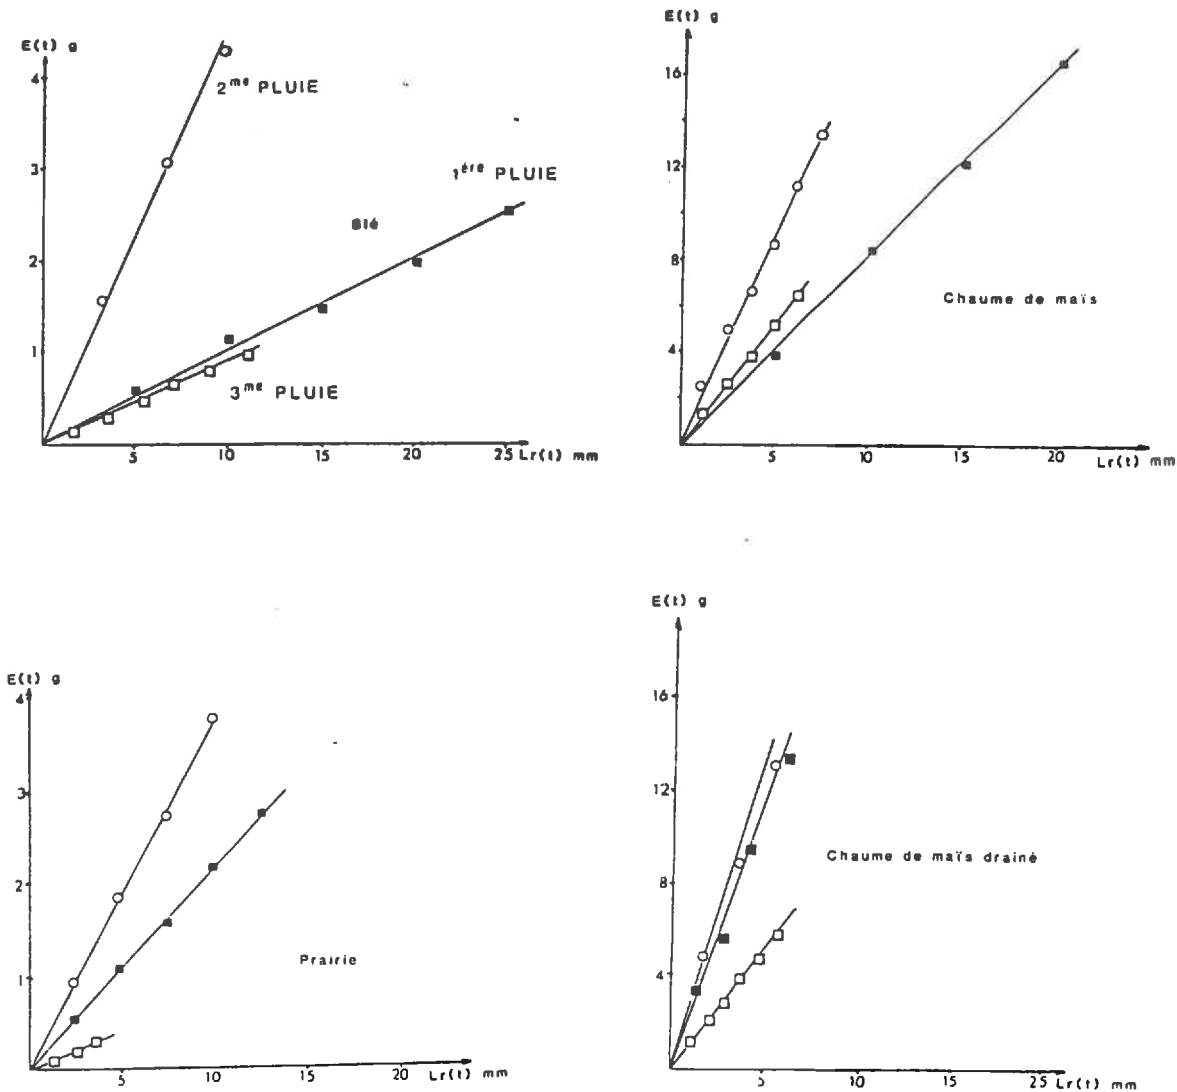 E(t) g
4
3
2
1
2me PLUIE
1ère PLUIE
Blé
3me PLUIE
5 10 15 20 25 Lr(t) mm
E(t) g
16
12
8
4
Chaume de maïs
5 10 15 20
Lr(t) mm
E(t) g
4
3
2
1
Prairie
5 10 15 20 Lr(t) mm
E(t) g
16
12
8
4
Chaume de maïs drainé
5 10 15 20 25 Lr(t) mm